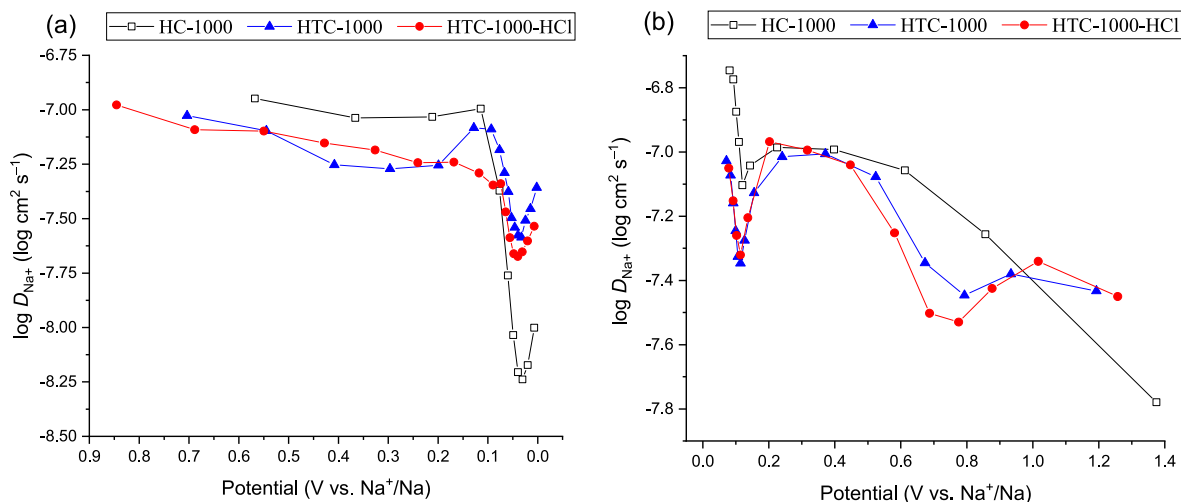 (a)
HC-1000 HTC-1000 HTC-1000-HCl
-6.75
-7.00
-7.25
-7.50
-7.75
-8.00
-8.25
-8.50
log D_Na+ (log cm² s⁻¹)
0.9 0.8 0.7 0.6 0.5 0.4 0.3 0.2 0.1 0.0
Potential (V vs. Na⁺/Na)
(b)
HC-1000 HTC-1000 HTC-1000-HCl
-6.8
-7.0
-7.2
-7.4
-7.6
-7.8
log D_Na+ (log cm² s⁻¹)
0.0 0.2 0.4 0.6 0.8 1.0 1.2 1.4
Potential (V vs. Na⁺/Na)